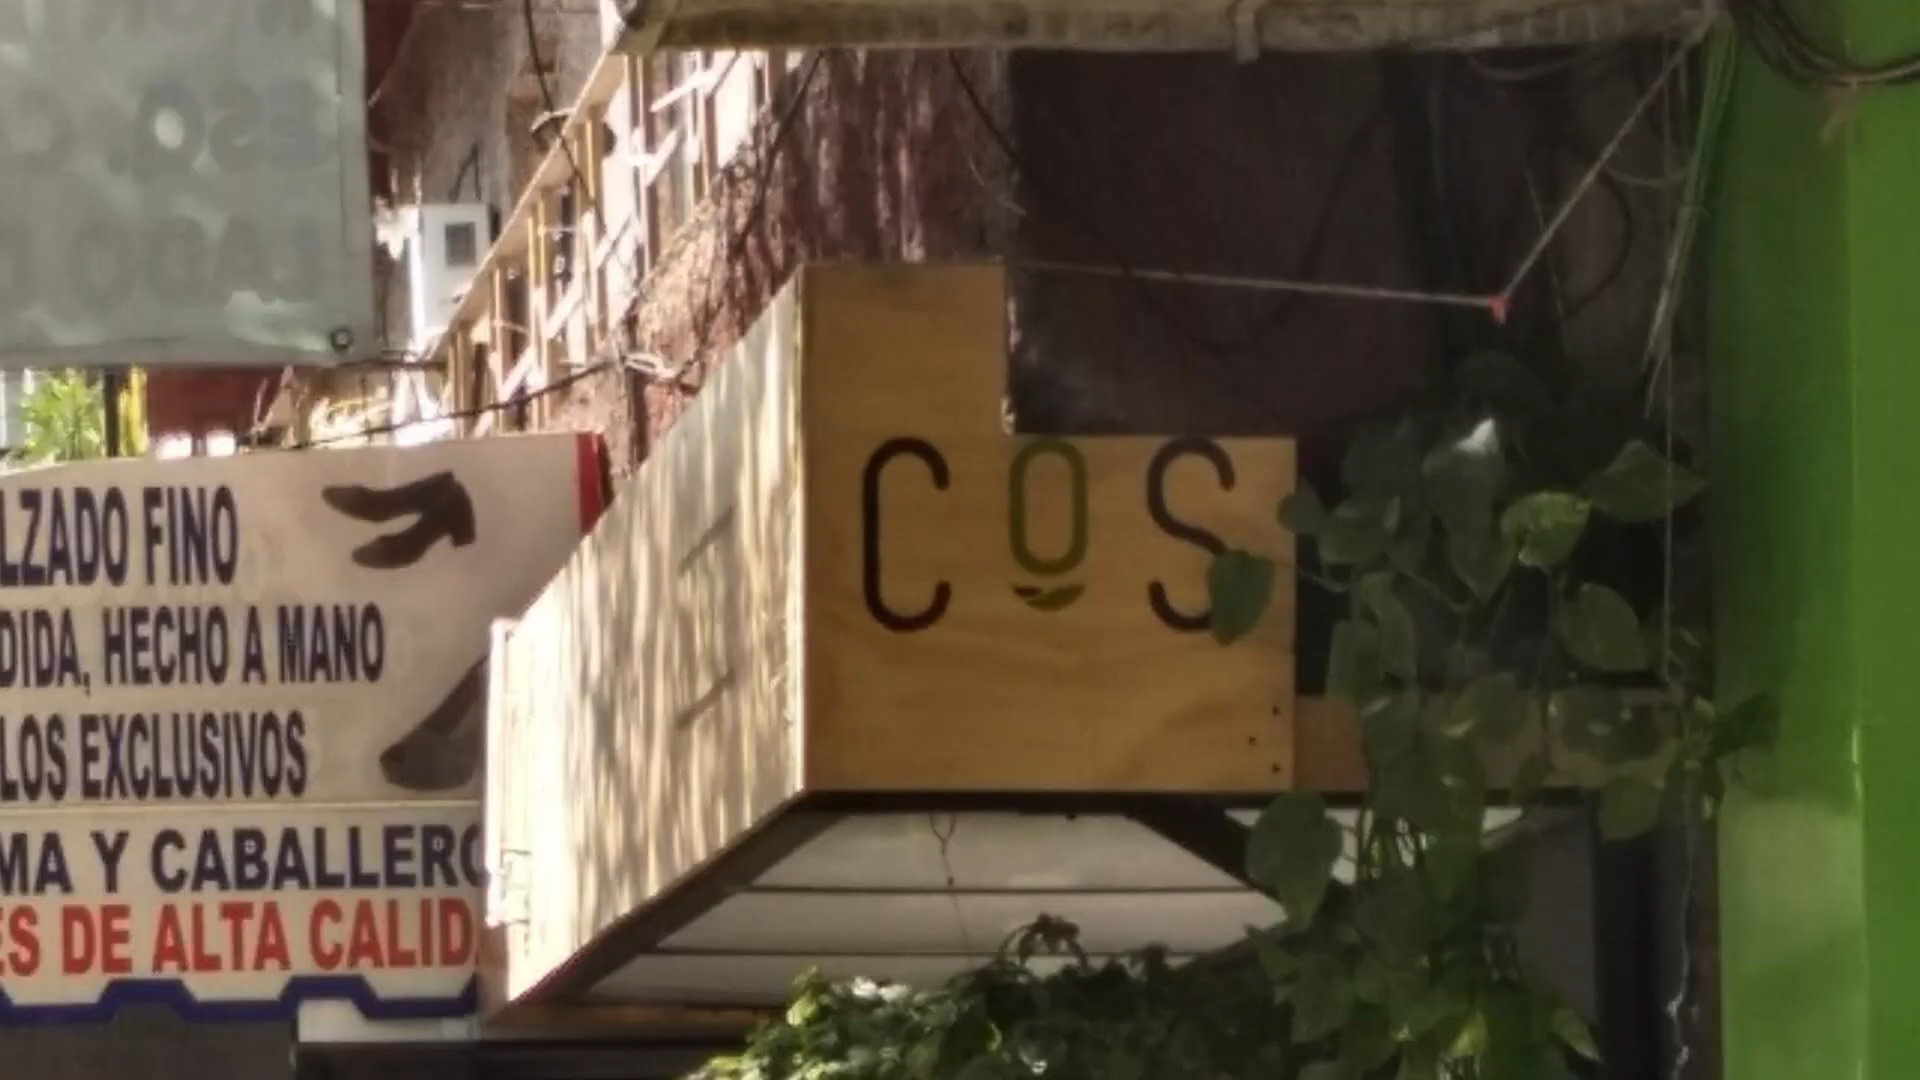 LZADO FINO
DIDA, HECHO A MANO
LOS EXCLUSIVOS
MA Y CABALLERO
ES DE ALTA CALID
COS